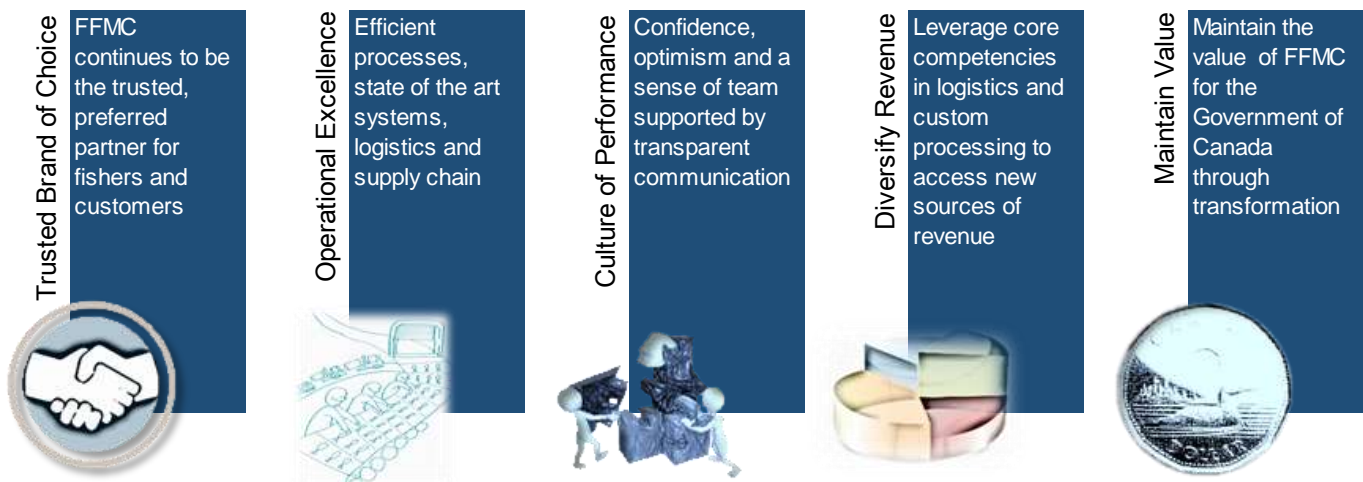 Trusted Brand of Choice
FFMC
continues to be
the trusted,
preferred
partner for
fishers and
customers
Operational Excellence
Efficient
processes,
state of the art
systems,
logistics and
supply chain
Culture of Performance
Confidence,
optimism and a
sense of team
supported by
transparent
communication
Diversify Revenue
Leverage core
competencies
in logistics and
custom
processing to
access new
sources of
revenue
Maintain Value
Maintain the
value of FFMC
for the
Government of
Canada
through
transformation
DOLLAR